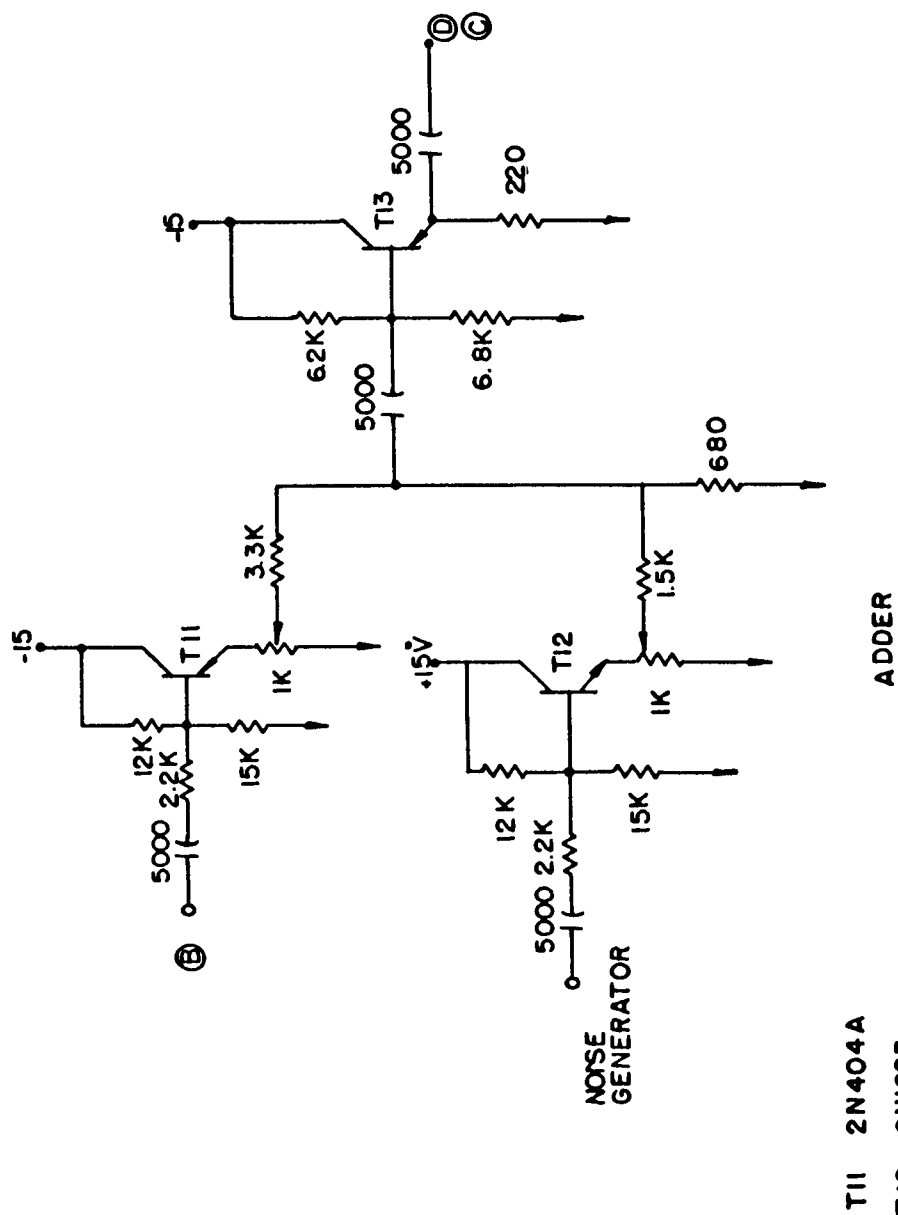 -15
T11
12K
2.2K
5000
15K
1K
3.3K
Ⓑ
-15
T13
6.2K
6.8K
5000
5000
220
Ⓓ
Ⓒ
+15V
T12
12K
5000 2.2K
15K
1K
1.5K
680
NOISE
GENERATOR
ADDER
T11 2N404A